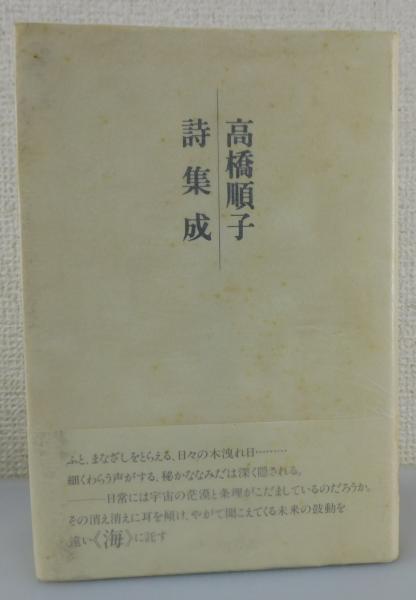 高橋順子
詩集成
ふと、まなざしをとらえる、日々の木洩れ日………
細くわらう声がする、秘かななみだは深く隠される。
———日常には宇宙の茫漠と条理がこだましているのだろうか。
その消え消えに耳を傾け、やがて聞こえてくる未来の鼓動を
遠い《海》に託す